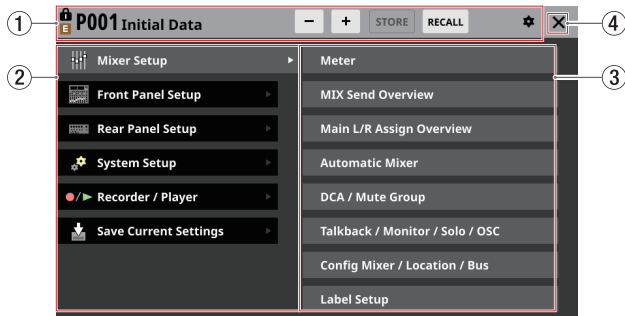 1
P001 Initial Data
E
− + STORE RECALL
4
2
Mixer Setup
Front Panel Setup
Rear Panel Setup
System Setup
Recorder / Player
Save Current Settings
Meter
MIX Send Overview
Main L/R Assign Overview
Automatic Mixer
DCA / Mute Group
Talkback / Monitor / Solo / OSC
Config Mixer / Location / Bus
Label Setup
3